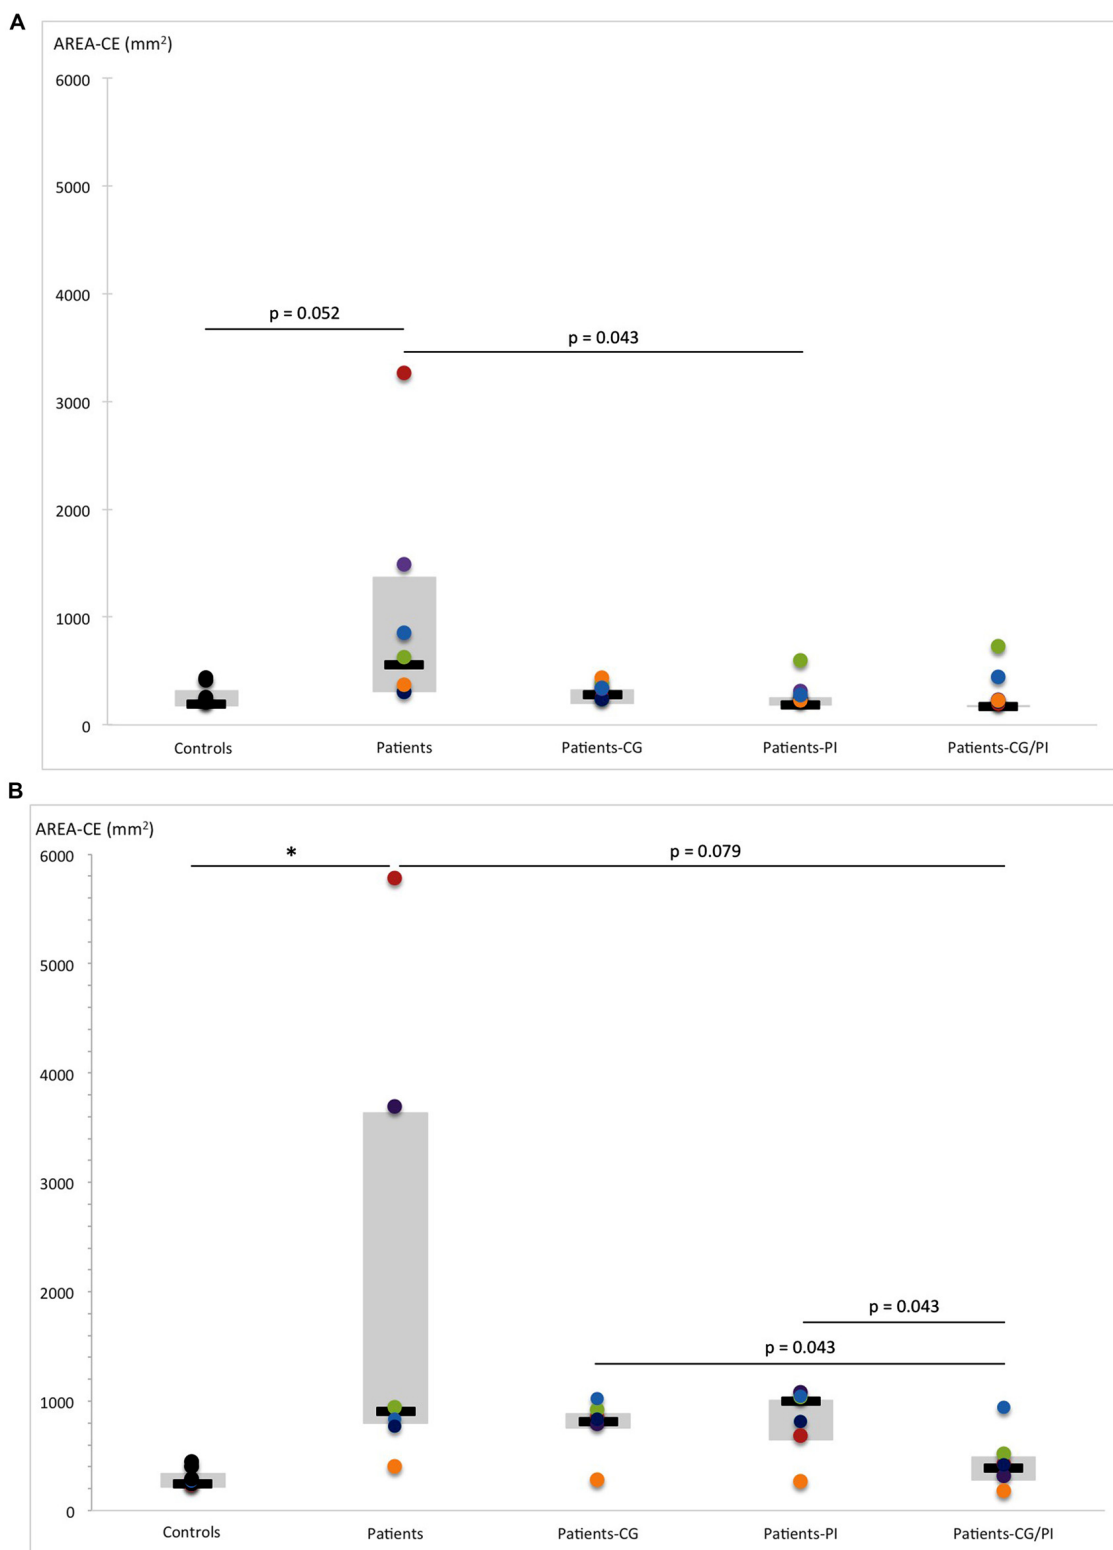 A
AREA-CE (mm2)
6000
5000
4000
3000
2000
1000
0
p = 0.052
p = 0.043
Controls Patients Patients-CG Patients-PI Patients-CG/PI
B
AREA-CE (mm2)
6000
5000
4000
3000
2000
1000
0
* p = 0.079
p = 0.043
p = 0.043
Controls Patients Patients-CG Patients-PI Patients-CG/PI